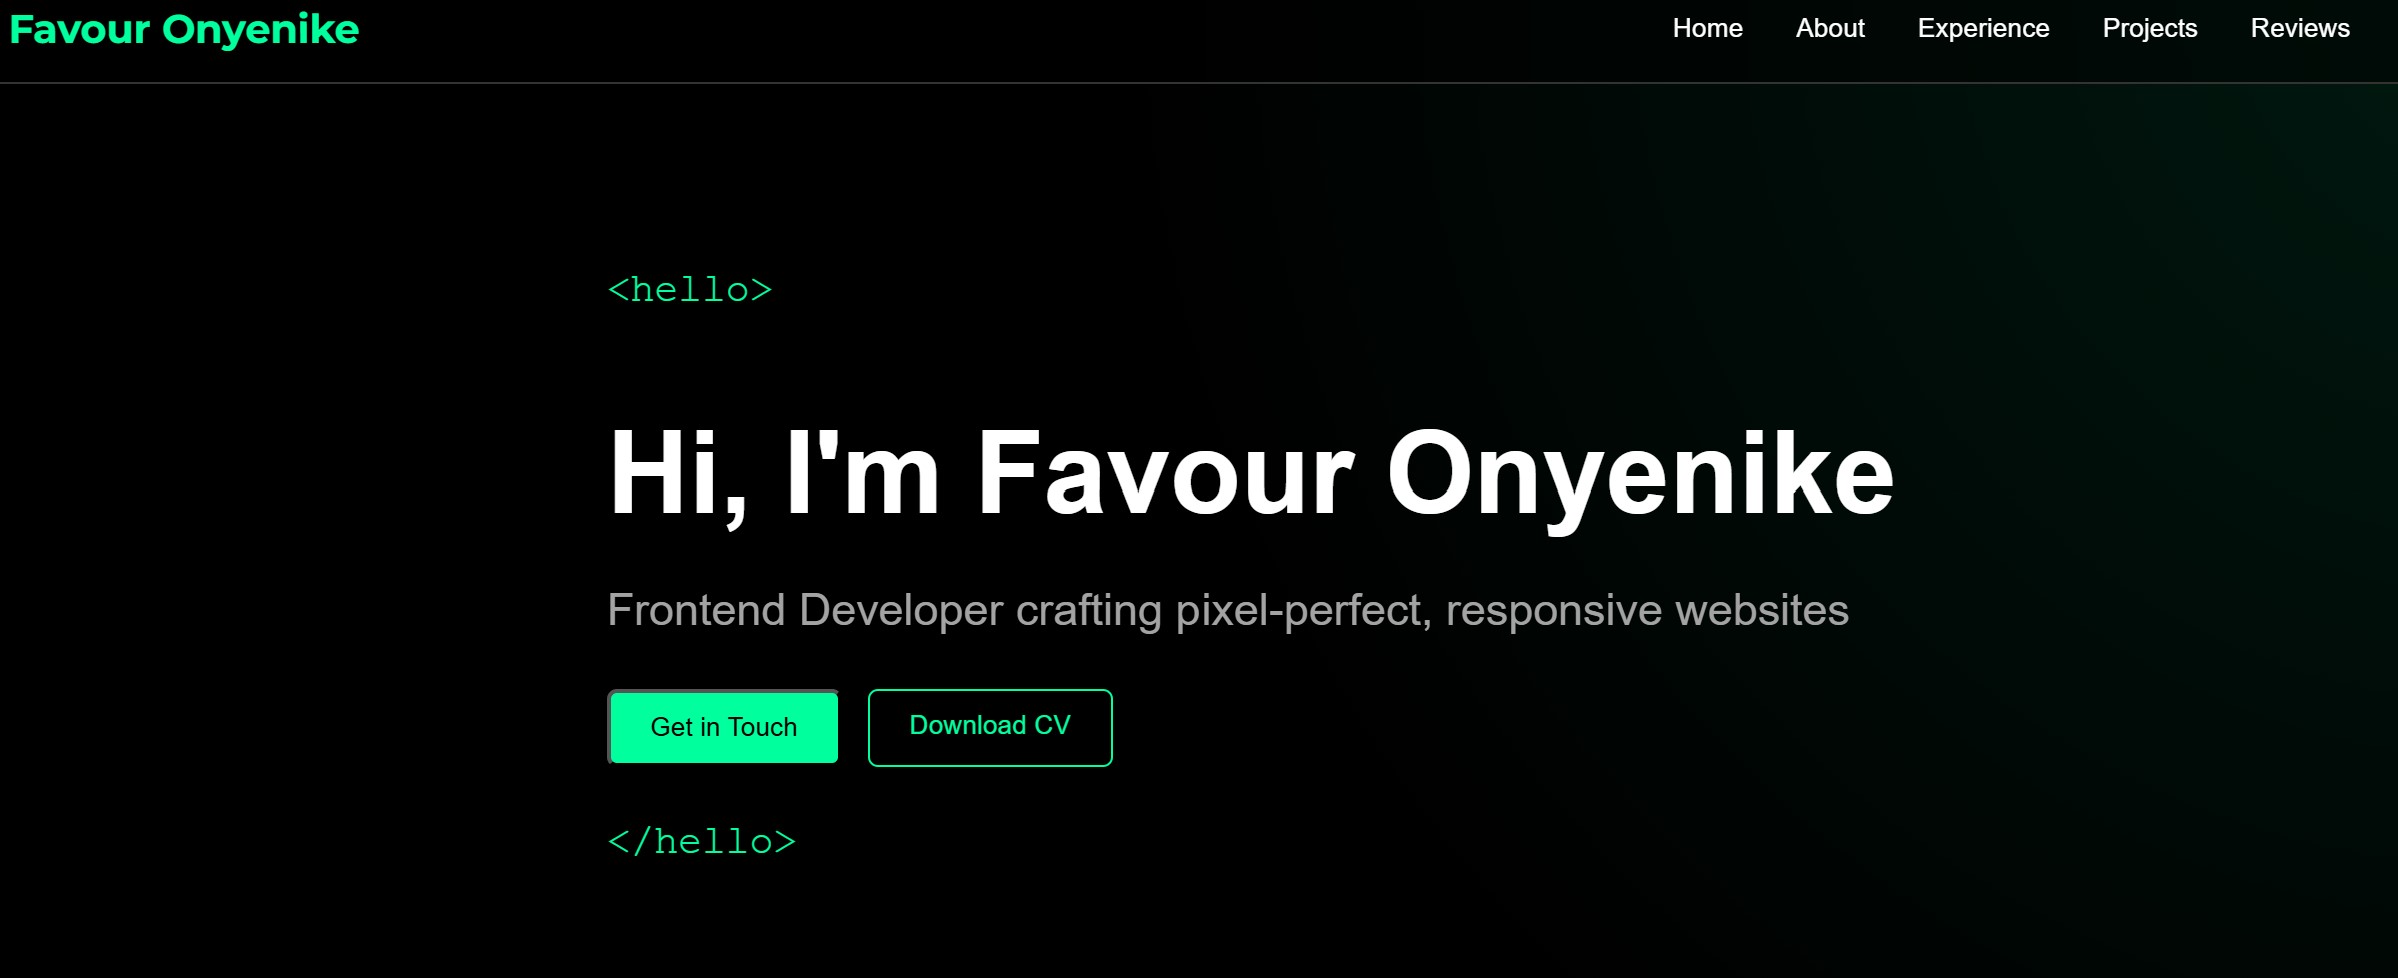 Favour Onyenike
Home About Experience Projects Reviews
<hello>
Hi, I'm Favour Onyenike
Frontend Developer crafting pixel-perfect, responsive websites
Get in Touch
Download CV
</hello>